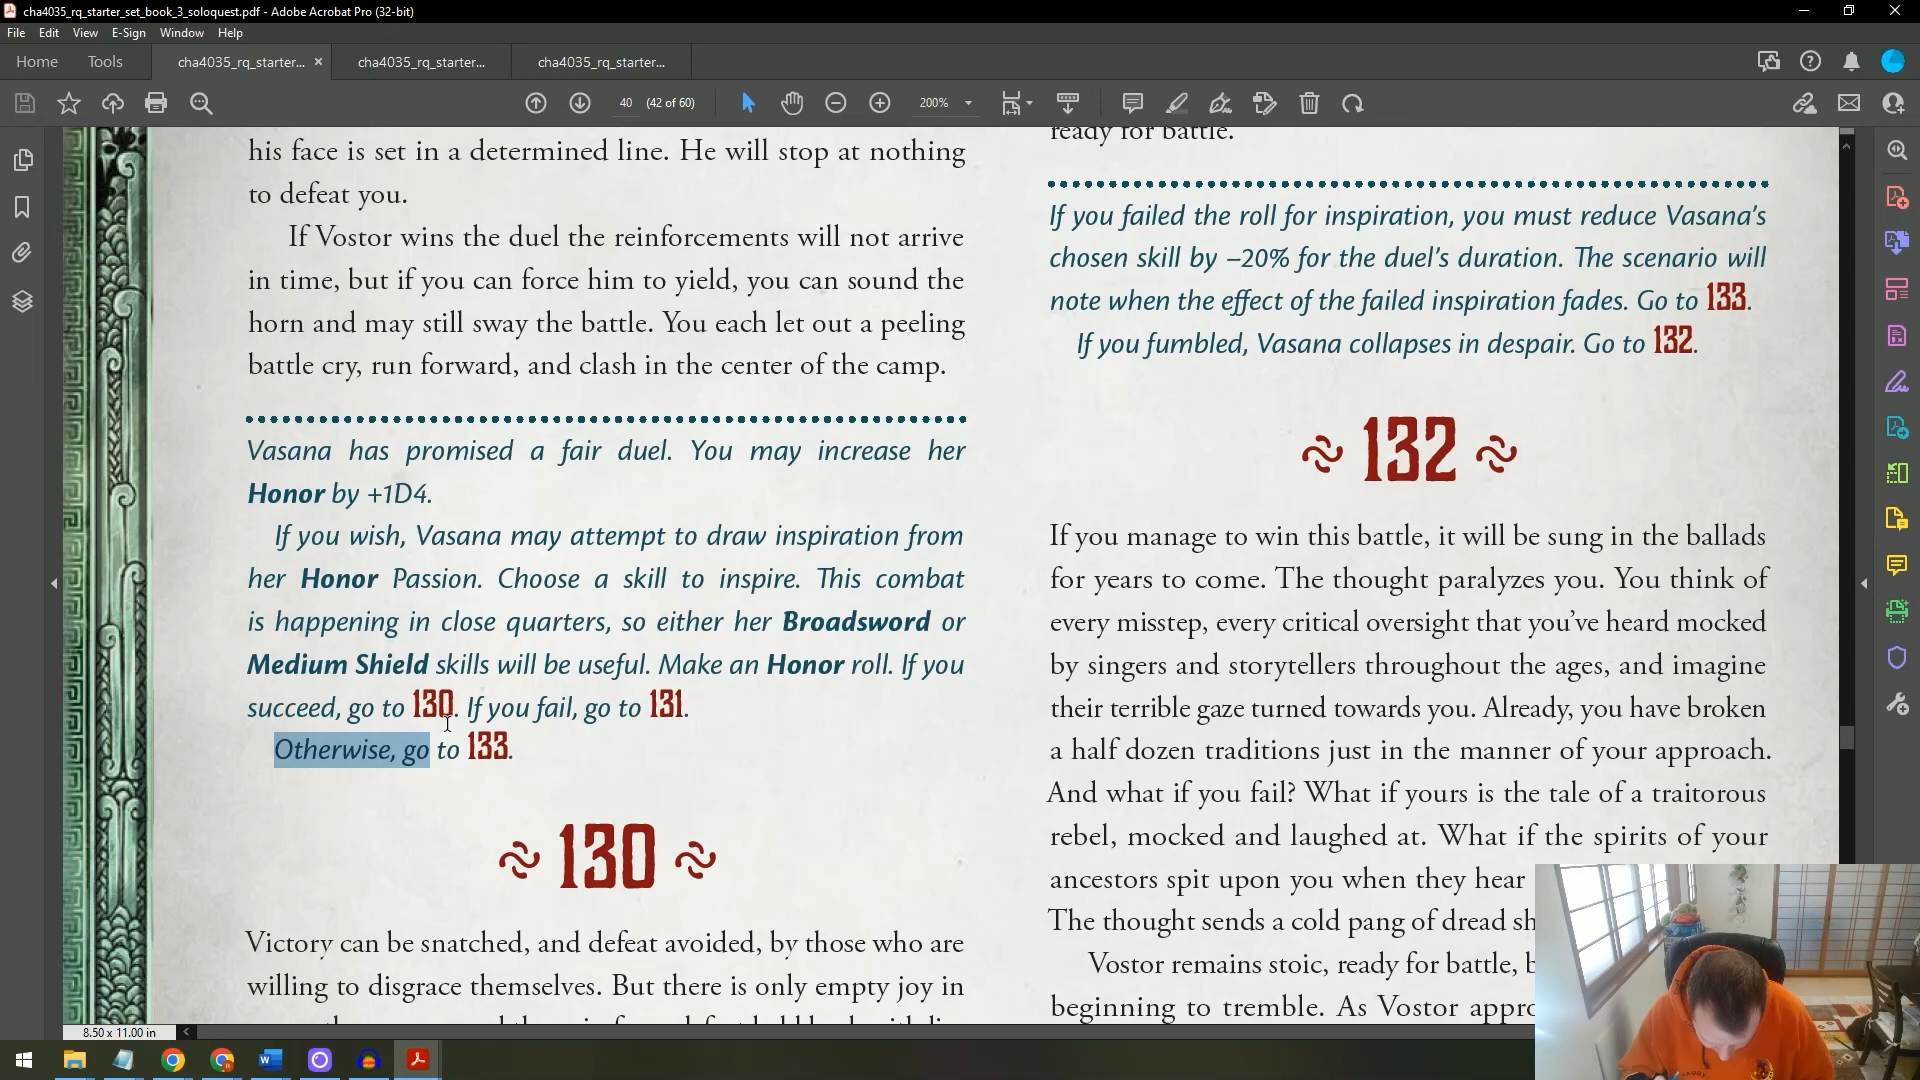 cha4035_rq_starter_set_book_3_soloquest.pdf - Adobe Acrobat Pro (32-bit)
File Edit View E-Sign Window Help
Home Tools cha4035_rq_starter... × cha4035_rq_starter... cha4035_rq_starter...
40 (42 of 60) 200%
his face is set in a determined line. He will stop at nothing
to defeat you.
If Vostor wins the duel the reinforcements will not arrive
in time, but if you can force him to yield, you can sound the
horn and may still sway the battle. You each let out a peeling
battle cry, run forward, and clash in the center of the camp.
Vasana has promised a fair duel. You may increase her
Honor by +1D4.
If you wish, Vasana may attempt to draw inspiration from
her Honor Passion. Choose a skill to inspire. This combat
is happening in close quarters, so either her Broadsword or
Medium Shield skills will be useful. Make an Honor roll. If you
succeed, go to 130. If you fail, go to 131.
Otherwise, go to 133.
130
Victory can be snatched, and defeat avoided, by those who are
willing to disgrace themselves. But there is only empty joy in
ready for battle.
If you failed the roll for inspiration, you must reduce Vasana's
chosen skill by –20% for the duel's duration. The scenario will
note when the effect of the failed inspiration fades. Go to 133.
If you fumbled, Vasana collapses in despair. Go to 132.
132
If you manage to win this battle, it will be sung in the ballads
for years to come. The thought paralyzes you. You think of
every misstep, every critical oversight that you've heard mocked
by singers and storytellers throughout the ages, and imagine
their terrible gaze turned towards you. Already, you have broken
a half dozen traditions just in the manner of your approach.
And what if you fail? What if yours is the tale of a traitorous
rebel, mocked and laughed at. What if the spirits of your
ancestors spit upon you when they hear
The thought sends a cold pang of dread
Vostor remains stoic, ready for battle,
beginning to tremble. As Vostor
8.50 x 11.00 in